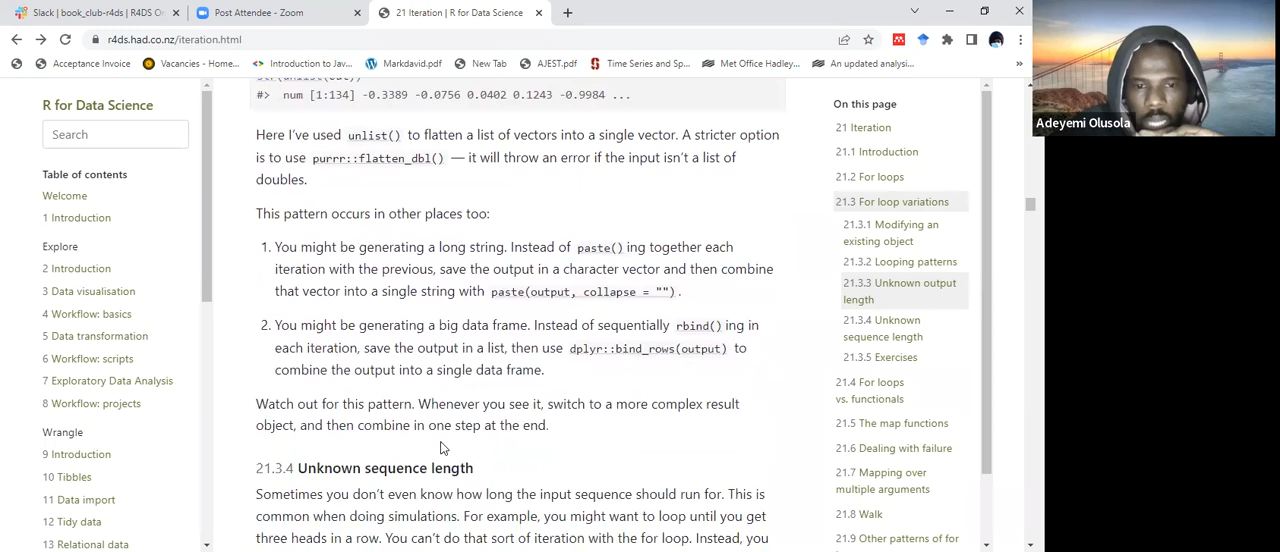 Slack | book_club-r4ds | R4DS O
Post Attendee - Zoom
21 Iteration | R for Data Science
r4ds.had.co.nz/iteration.html
Acceptance Invoice
Vacancies - Home...
Introduction to Jav...
Markdavid.pdf
New Tab
AJEST.pdf
Time Series and Sp...
Met Office Hadley...
An updated analysi...
R for Data Science
Search
Table of contents
Welcome
1 Introduction
Explore
2 Introduction
3 Data visualisation
4 Workflow: basics
5 Data transformation
6 Workflow: scripts
7 Exploratory Data Analysis
8 Workflow: projects
Wrangle
9 Introduction
10 Tibbles
11 Data import
12 Tidy data
13 Relational data
str(unlist(out))
#> num [1:134] -0.3389 -0.0756 0.0402 0.1243 -0.9984 ...
Here I've used unlist() to flatten a list of vectors into a single vector. A stricter option
is to use purrr::flatten_dbl() — it will throw an error if the input isn't a list of
doubles.
This pattern occurs in other places too:
1. You might be generating a long string. Instead of paste() ing together each
iteration with the previous, save the output in a character vector and then combine
that vector into a single string with paste(output, collapse = "") .
2. You might be generating a big data frame. Instead of sequentially rbind() ing in
each iteration, save the output in a list, then use dplyr::bind_rows(output) to
combine the output into a single data frame.
Watch out for this pattern. Whenever you see it, switch to a more complex result
object, and then combine in one step at the end.
21.3.4 Unknown sequence length
Sometimes you don't even know how long the input sequence should run for. This is
common when doing simulations. For example, you might want to loop until you get
three heads in a row. You can't do that sort of iteration with the for loop. Instead, you
On this page
21 Iteration
21.1 Introduction
21.2 For loops
21.3 For loop variations
21.3.1 Modifying an
existing object
21.3.2 Looping patterns
21.3.3 Unknown output
length
21.3.4 Unknown
sequence length
21.3.5 Exercises
21.4 For loops
vs. functionals
21.5 The map functions
21.6 Dealing with failure
21.7 Mapping over
multiple arguments
21.8 Walk
21.9 Other patterns of for
Adeyemi Olusola